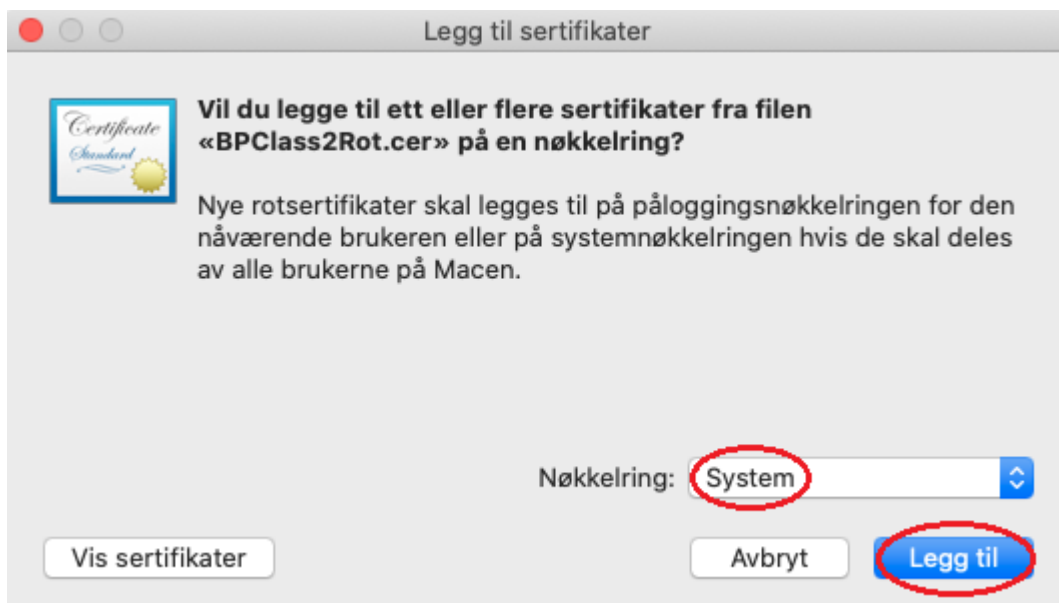 Legg til sertifikater
Certificate
Standard
Vil du legge til ett eller flere sertifikater fra filen
«BPClass2Rot.cer» på en nøkkelring?
Nye rotsertifikater skal legges til på påloggingsnøkkelringen for den
nåværende brukeren eller på systemnøkkelringen hvis de skal deles
av alle brukerne på Macen.
Nøkkelring: System
Vis sertifikater Avbryt Legg til